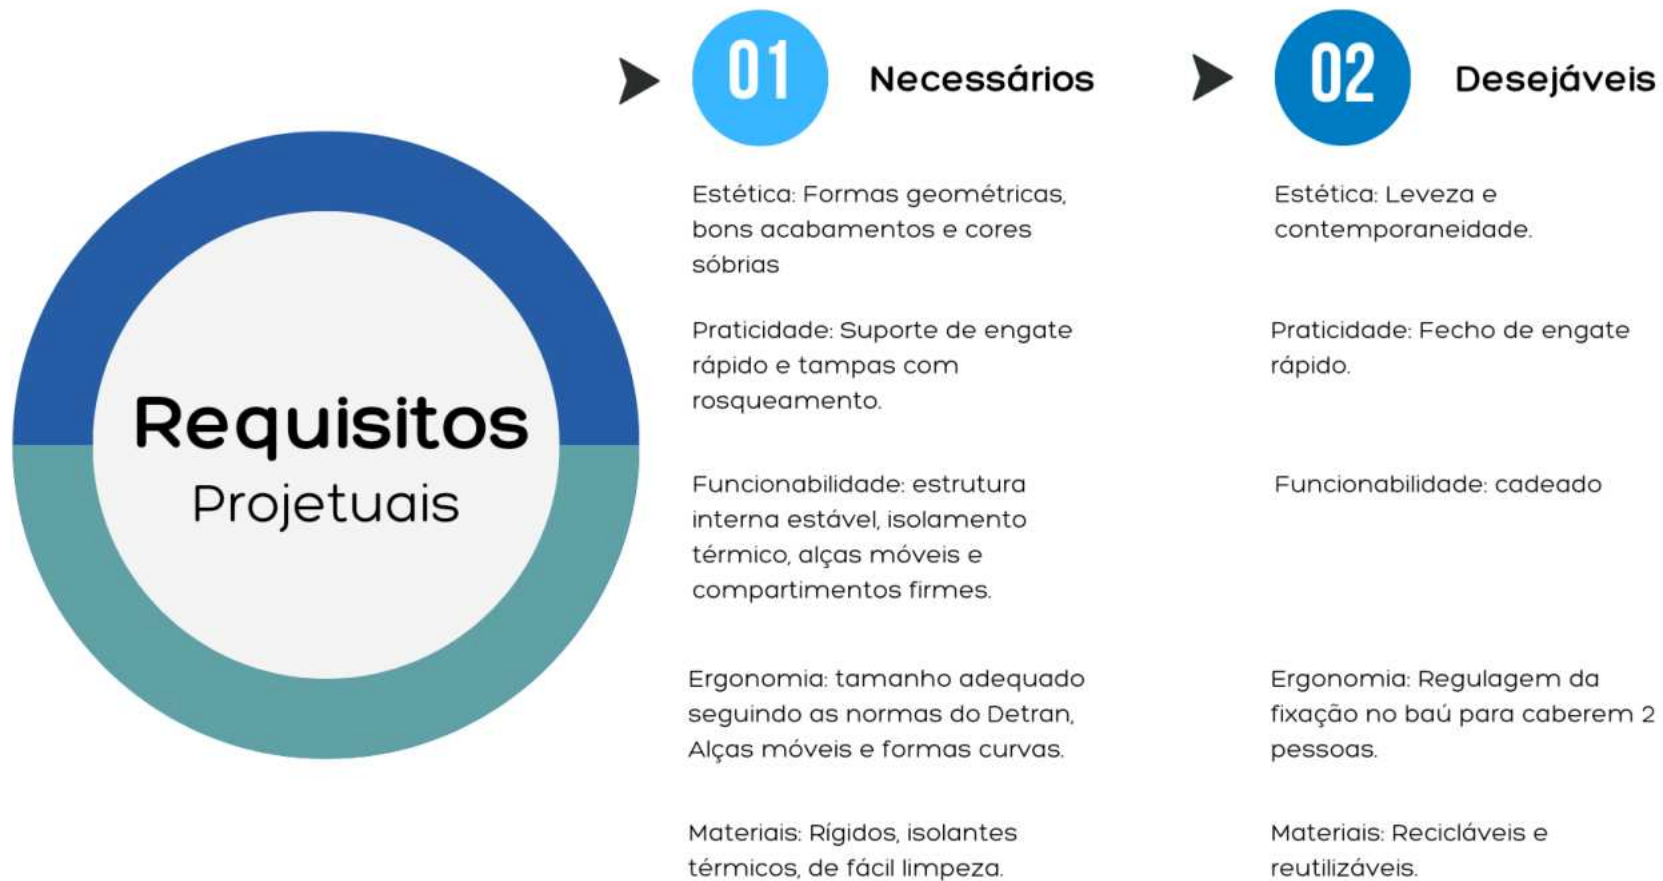 Requisitos
Projetuais
01
Necessários
Estética: Formas geométricas,
bons acabamentos e cores
sóbrias
Praticidade: Suporte de engate
rápido e tampas com
rosqueamento.
Funcionabilidade: estrutura
interna estável, isolamento
térmico, alças móveis e
compartimentos firmes.
Ergonomia: tamanho adequado
seguindo as normas do Detran,
Alças móveis e formas curvas.
Materiais: Rígidos, isolantes
térmicos, de fácil limpeza.
02
Desejáveis
Estética: Leveza e
contemporaneidade.
Praticidade: Fecho de engate
rápido.
Funcionabilidade: cadeado
Ergonomia: Regulagem da
fixação no baú para caberem 2
pessoas.
Materiais: Recicláveis e
reutilizáveis.